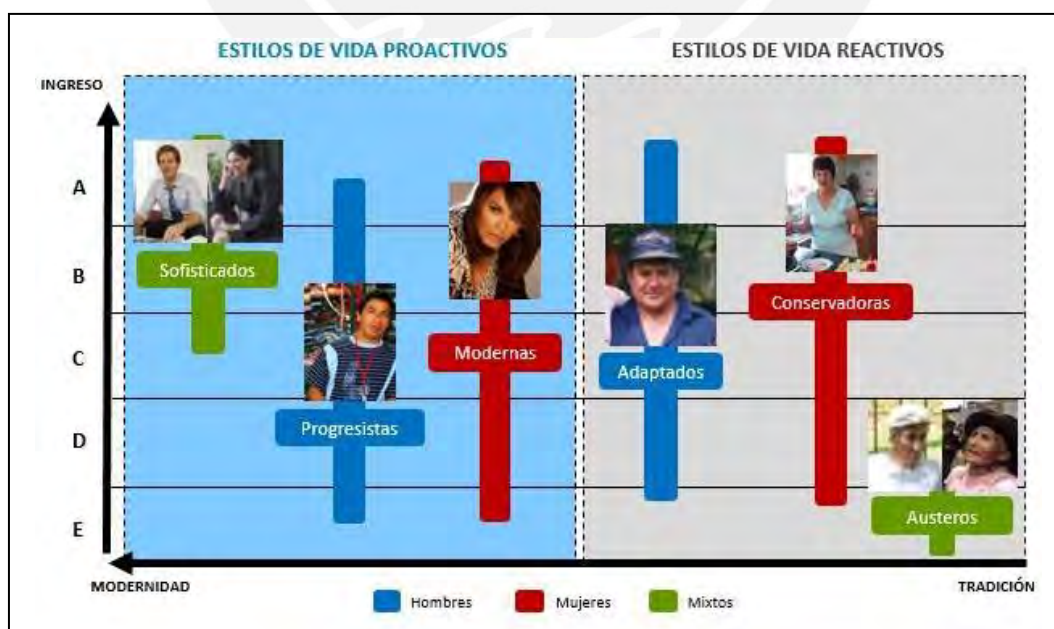 ESTILOS DE VIDA PROACTIVOS
ESTILOS DE VIDA REACTIVOS
INGRESO
A
B
C
D
E
Sofisticados
Progresistas
Modernas
Adaptados
Conservadoras
Austeros
MODERNIDAD
TRADICIÓN
Hombres
Mujeres
Mixtos